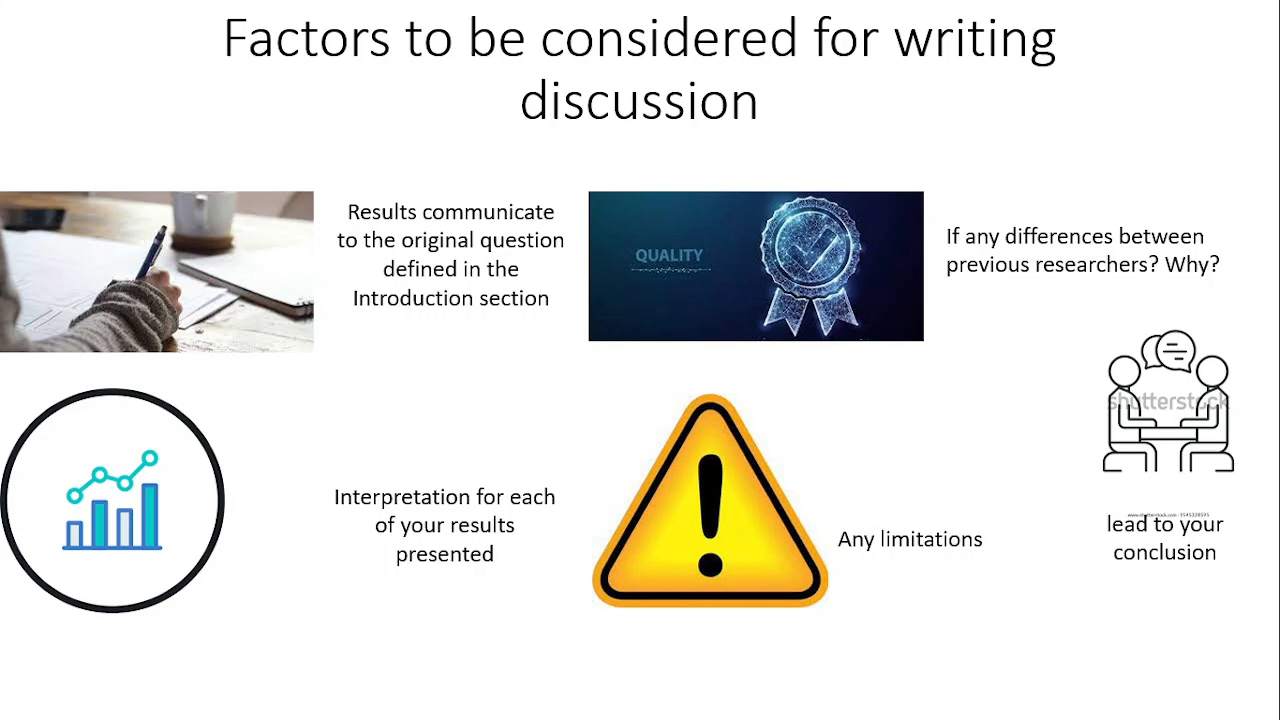 Factors to be considered for writing
discussion
Results communicate
to the original question
defined in the
Introduction section
QUALITY
If any differences between
previous researchers? Why?
shutterstock
Interpretation for each
of your results
presented
Any limitations
lead to your
conclusion